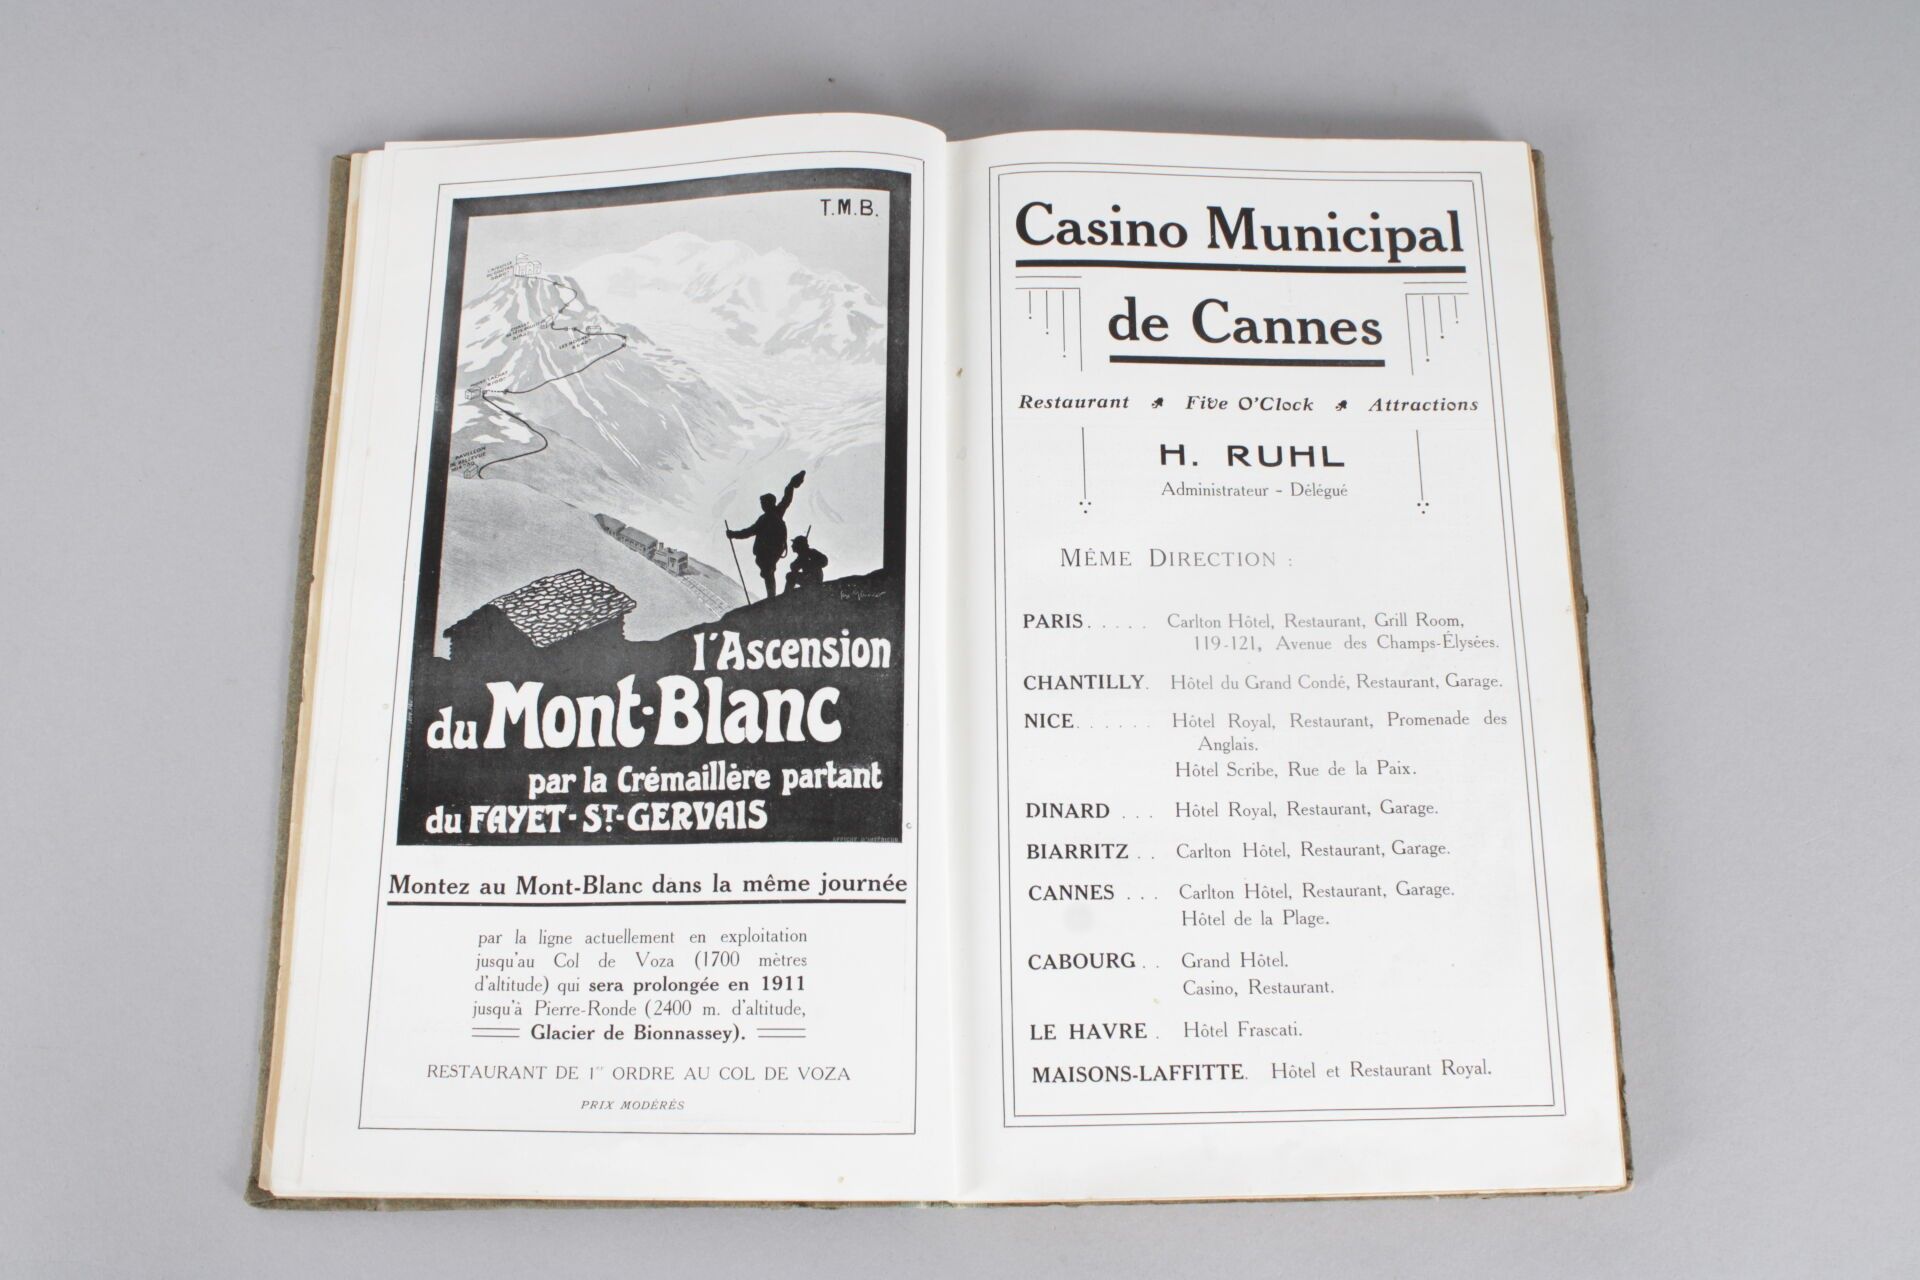 T.M.B.
l'Ascension
du Mont-Blanc
par la Crémaillère partant
du FAYET-ST-GERVAIS
Montez au Mont-Blanc dans la même journée
par la ligne actuellement en exploitation
jusqu'au Col de Voza (1700 mètres
d'altitude) qui sera prolongée en 1911
jusqu'à Pierre-Ronde (2400 m. d'altitude,
Glacier de Bionnassey).
RESTAURANT DE 1er ORDRE AU COL DE VOZA
PRIX MODÉRÉS
Casino Municipal
de Cannes
Restaurant Five O'Clock Attractions
H. RUHL
Administrateur - Délégué
MÊME DIRECTION :
PARIS. . . . . Carlton Hôtel, Restaurant, Grill Room,
119-121, Avenue des Champs-Élysées.
CHANTILLY. Hôtel du Grand Condé, Restaurant, Garage.
NICE. . . . . . Hôtel Royal, Restaurant, Promenade des
Anglais.
Hôtel Scribe, Rue de la Paix.
DINARD . . . Hôtel Royal, Restaurant, Garage.
BIARRITZ . . Carlton Hôtel, Restaurant, Garage.
CANNES . . . Carlton Hôtel, Restaurant, Garage.
Hôtel de la Plage.
CABOURG . . Grand Hôtel.
Casino, Restaurant.
LE HAVRE . Hôtel Frascati.
MAISONS-LAFFITTE. Hôtel et Restaurant Royal.